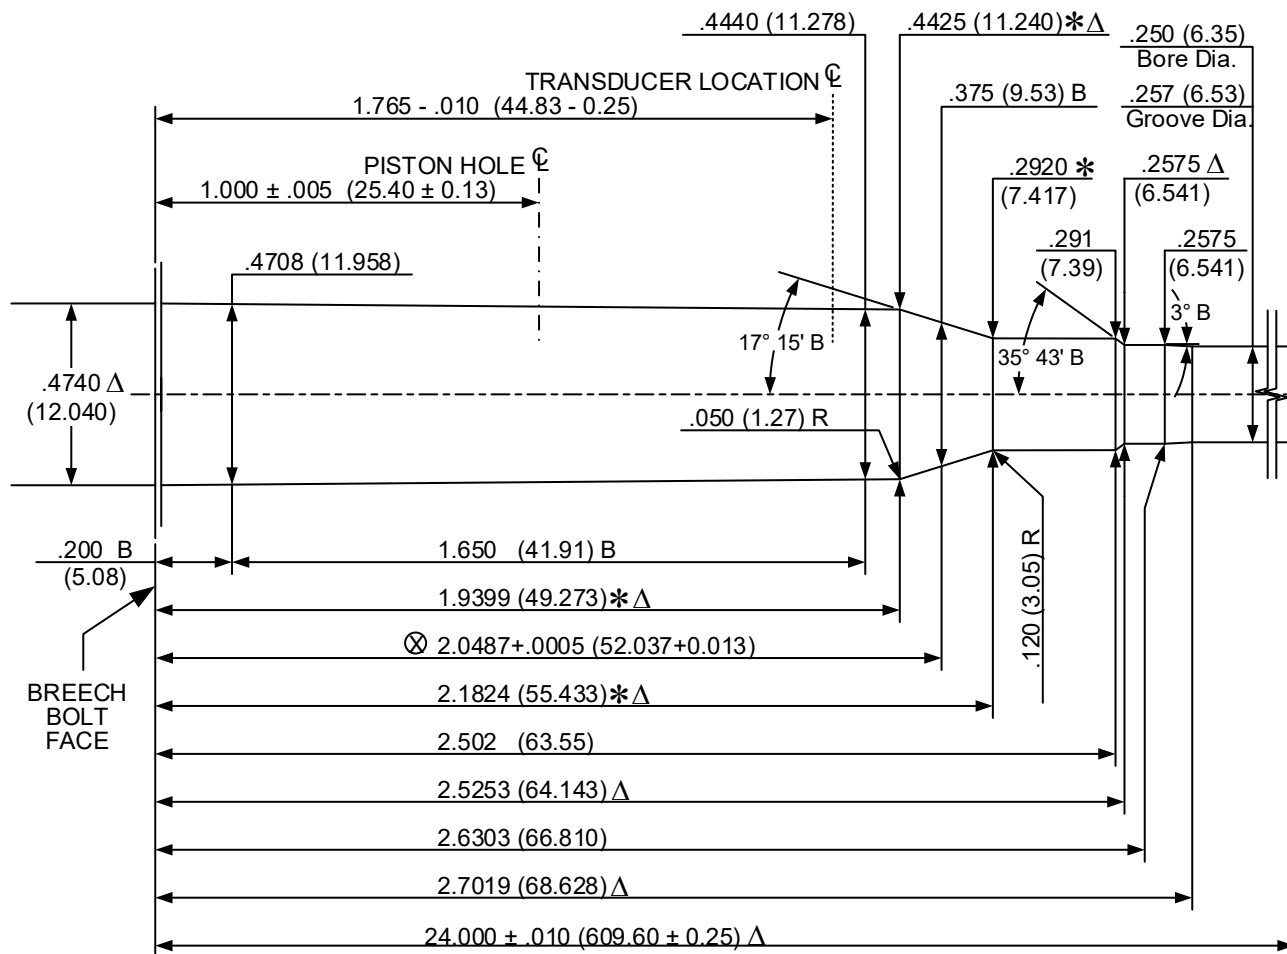 .4440 (11.278)
.4425 (11.240)✻Δ
.250 (6.35)
Bore Dia.
TRANSDUCER LOCATION ℄
1.765 - .010 (44.83 - 0.25)
.375 (9.53) B
.257 (6.53)
Groove Dia.
PISTON HOLE ℄
1.000 ± .005 (25.40 ± 0.13)
.2920 ✻
(7.417)
.2575 Δ
(6.541)
.4708 (11.958)
.291
(7.39)
.2575
(6.541)
3° B
17° 15' B
35° 43' B
.4740 Δ
(12.040)
.050 (1.27) R
.200 B
(5.08)
1.650 (41.91) B
.120 (3.05) R
1.9399 (49.273)✻Δ
⊗ 2.0487+.0005 (52.037+0.013)
BREECH
BOLT
FACE
2.1824 (55.433)✻Δ
2.502 (63.55)
2.5253 (64.143) Δ
2.6303 (66.810)
2.7019 (68.628) Δ
24.000 ± .010 (609.60 ± 0.25) Δ